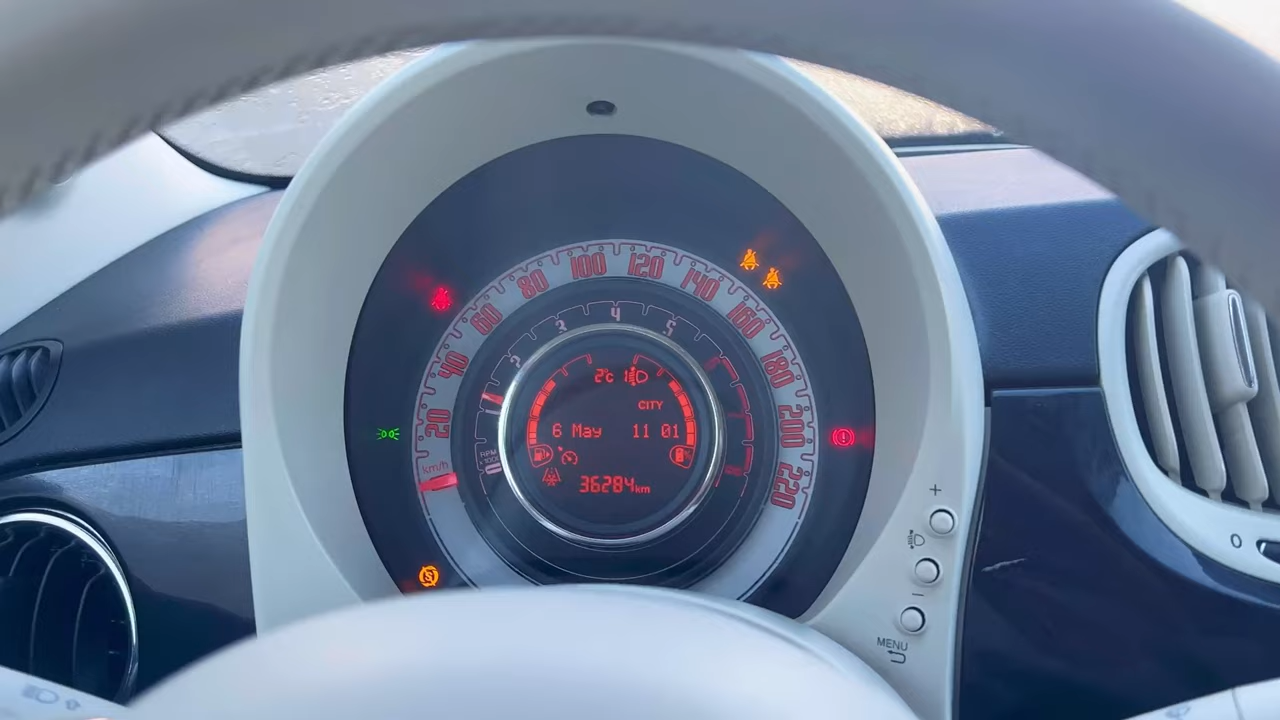 100 120
80 140
60 160
40 180
20 200
220
km/h
3 4 5
2
RPM
x1000
2°c 1
CITY
6 May 11 01
36284km
+
−
MENU
0